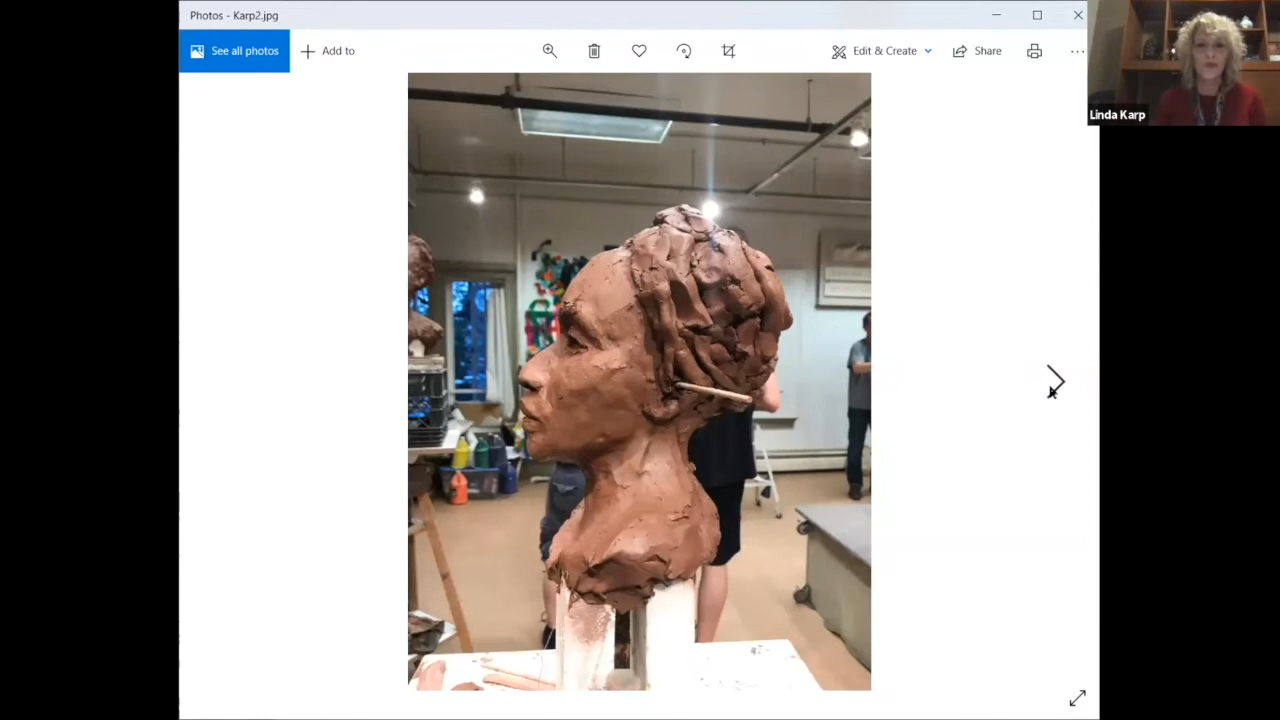 Photos - Karp2.jpg
See all photos
Add to
Edit & Create
Share
Linda Karp